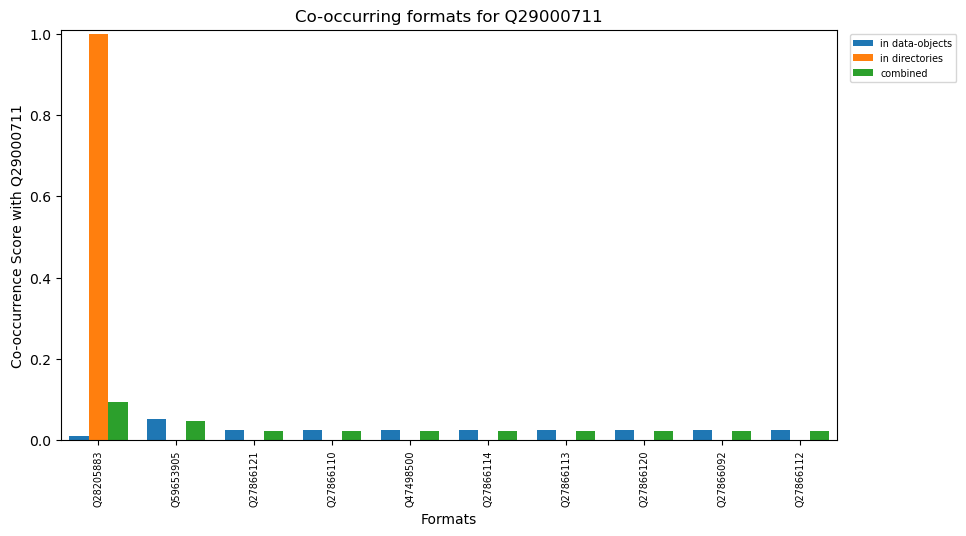 Co-occurring formats for Q29000711
in data-objects
in directories
combined
Co-occurrence Score with Q29000711
1.0
0.8
0.6
0.4
0.2
0.0
Q28205883
Q59653905
Q27866121
Q27866110
Q47498500
Q27866114
Q27866113
Q27866120
Q27866092
Q27866112
Formats